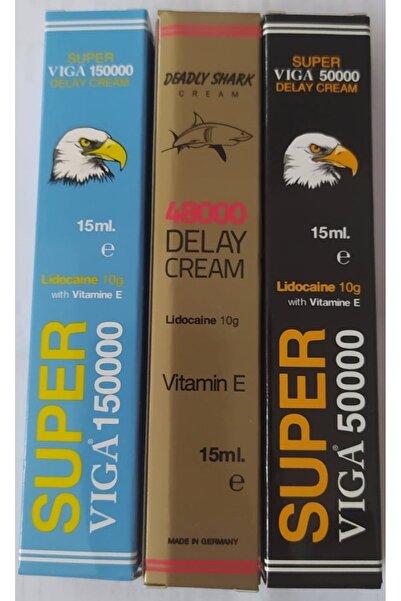 SUPER
VIGA 150000
DELAY CREAM
15ml.
e
Lidocaine 10g
with Vitamine E
SUPER
VIGA® 150000
DEADLY SHARK
CREAM
48000
DELAY
CREAM
Lidocaine 10g
Vitamin E
15ml.
e
MADE IN GERMANY
SUPER
VIGA 50000
DELAY CREAM
15ml.
e
Lidocaine 10g
with Vitamine E
SUPER
VIGA® 50000